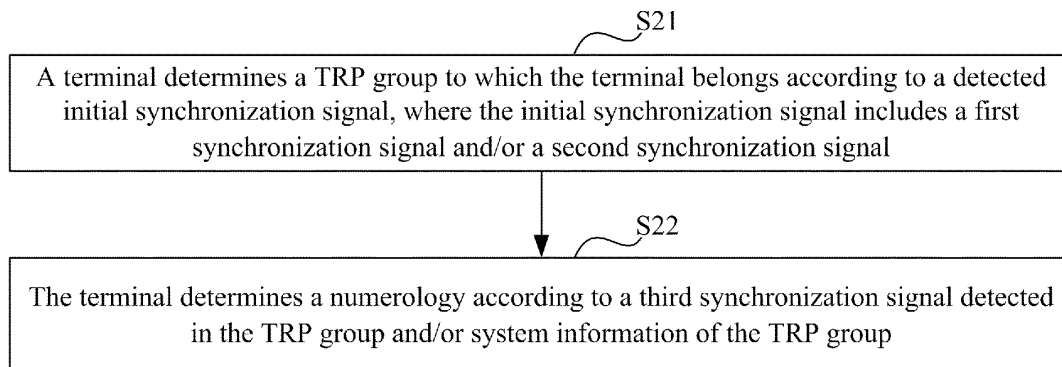 S21
A terminal determines a TRP group to which the terminal belongs according to a detected
initial synchronization signal, where the initial synchronization signal includes a first
synchronization signal and/or a second synchronization signal
S22
The terminal determines a numerology according to a third synchronization signal detected
in the TRP group and/or system information of the TRP group